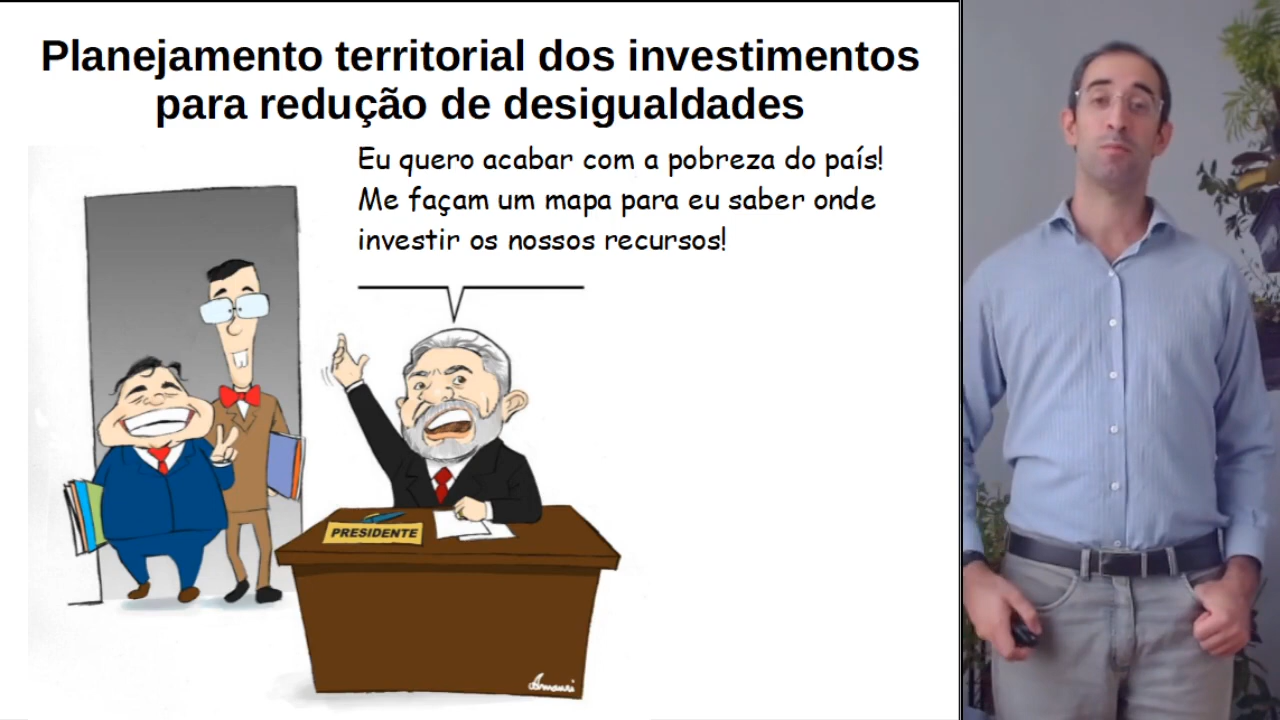 Planejamento territorial dos investimentos
para redução de desigualdades
Eu quero acabar com a pobreza do país!
Me façam um mapa para eu saber onde
investir os nossos recursos!
PRESIDENTE
Amauri